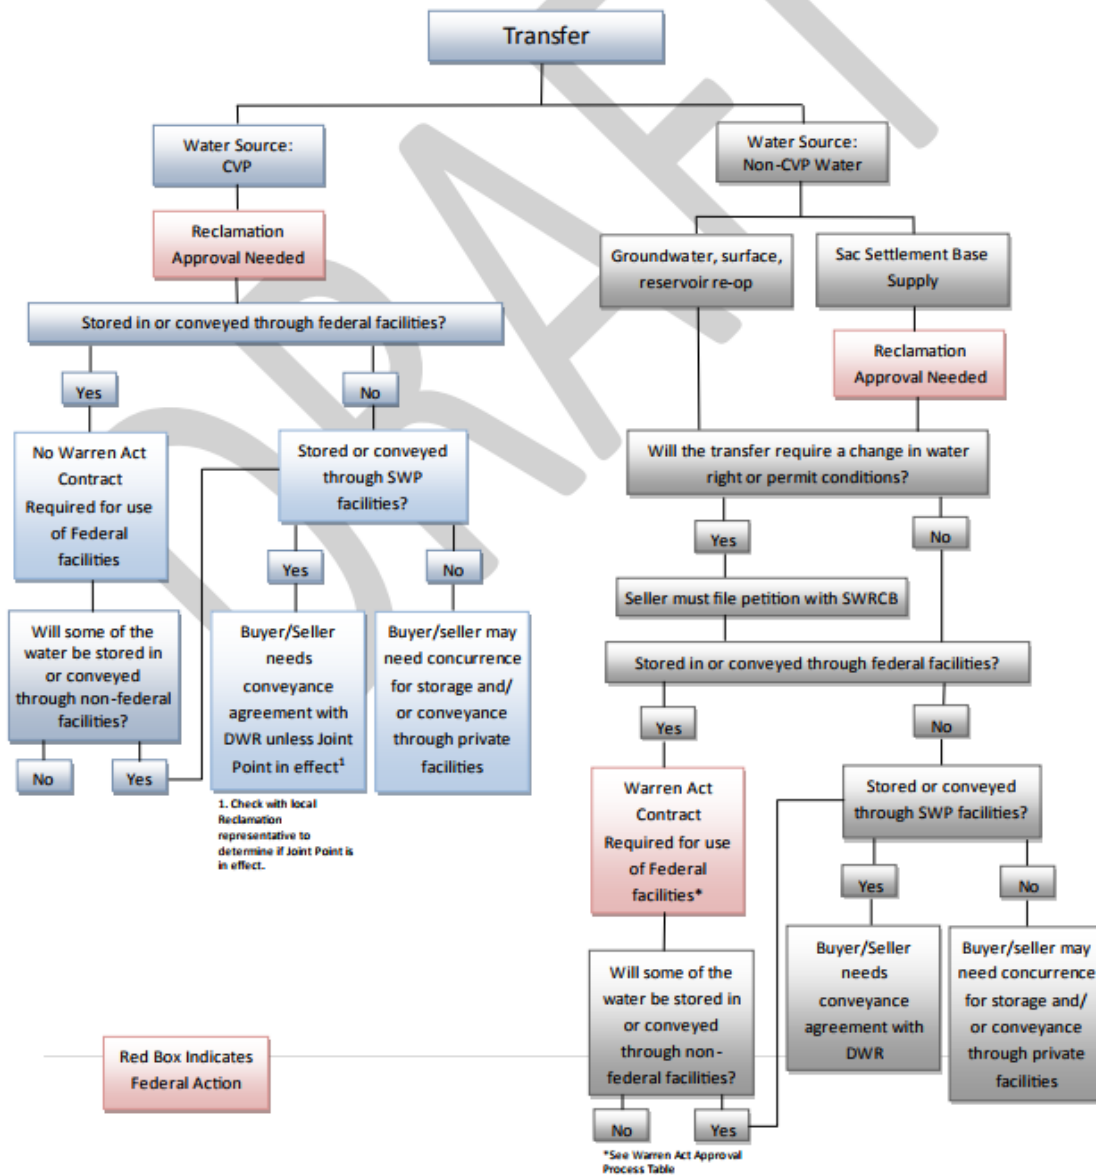 Transfer
Water Source:
CVP
Water Source:
Non-CVP Water
Reclamation
Approval Needed
Groundwater, surface,
reservoir re-op
Sac Settlement Base
Supply
Stored in or conveyed through federal facilities?
Reclamation
Approval Needed
Yes
No
No Warren Act
Contract
Required for use
of Federal
facilities
Stored or conveyed
through SWP
facilities?
Will the transfer require a change in water
right or permit conditions?
Yes
No
Yes
No
Seller must file petition with SWRCB
Will some of the
water be stored in
or conveyed
through non-federal
facilities?
No
Yes
Buyer/Seller
needs
conveyance
agreement with
DWR unless Joint
Point in effect1
Buyer/seller may
need concurrence
for storage and/
or conveyance
through private
facilities
1. Check with local
Reclamation
representative to
determine if Joint Point is
in effect.
Stored in or conveyed through federal facilities?
Yes
No
Warren Act
Contract
Required for use
of Federal
facilities*
Stored or conveyed
through SWP facilities?
Yes
No
Will some of the
water be stored in
or conveyed
through non-
federal facilities?
No
Yes
Buyer/Seller
needs
conveyance
agreement with
DWR
Buyer/seller may
need concurrence
for storage and/
or conveyance
through private
facilities
*See Warren Act Approval
Process Table
Red Box Indicates
Federal Action
DRAFT